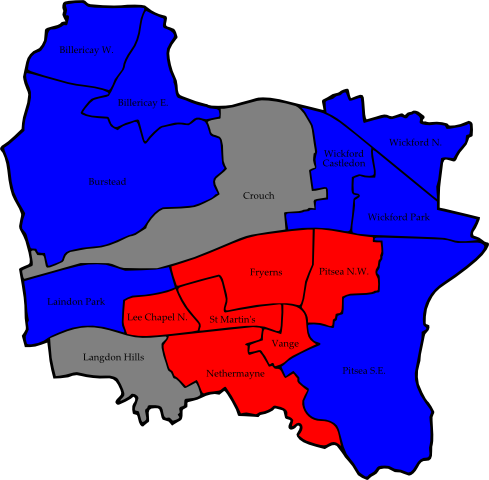 Billericay W.
Billericay E.
Wickford N.
Wickford
Castledon
Burstead
Crouch
Wickford Park
Fryerns
Pitsea N.W.
Laindon Park
Lee Chapel N.
St Martin's
Vange
Langdon Hills
Nethermayne
Pitsea S.E.